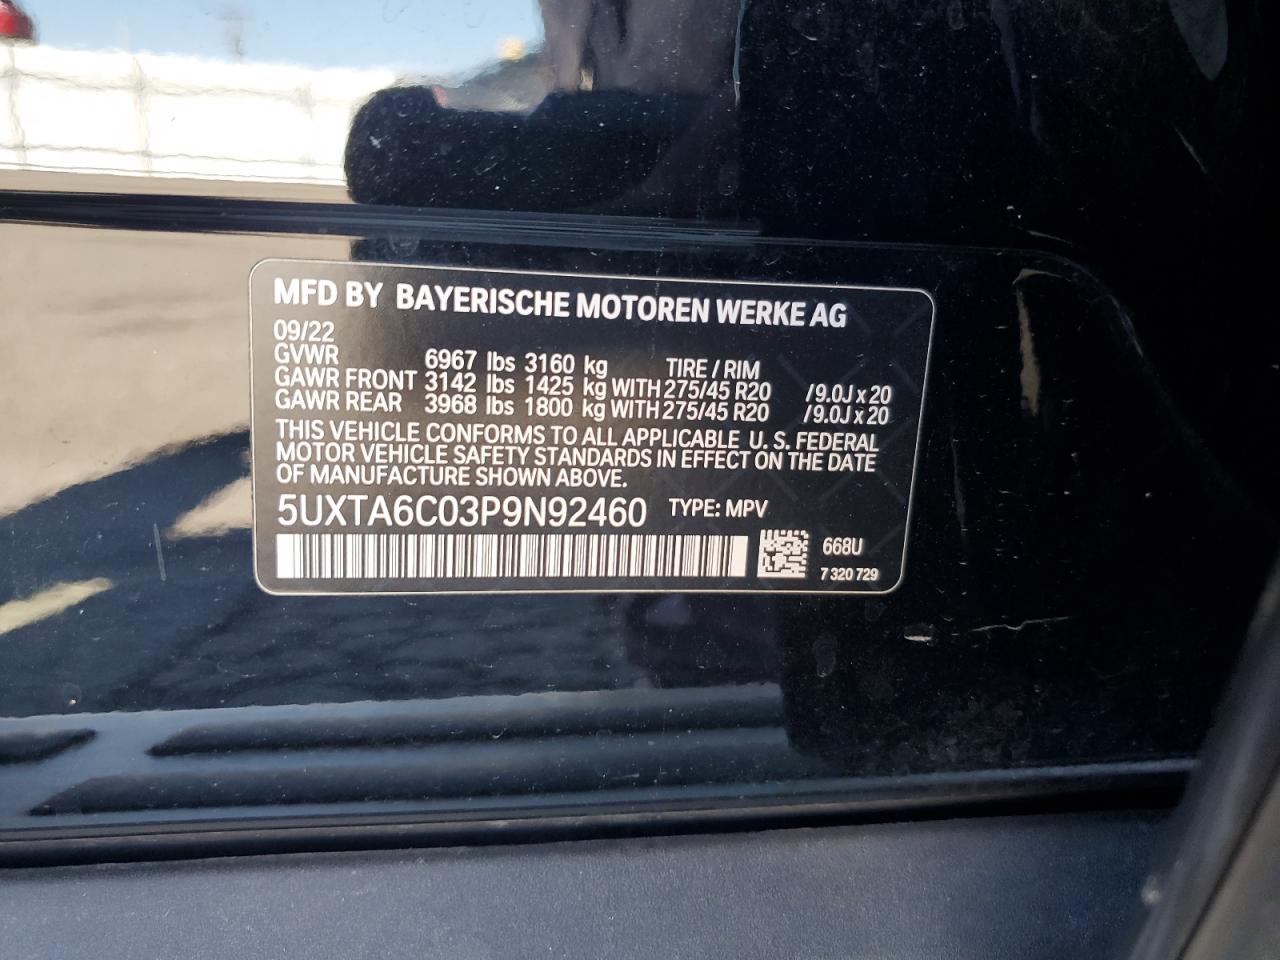 MFD BY BAYERISCHE MOTOREN WERKE AG
09/22
GVWR 6967 lbs 3160 kg TIRE / RIM
GAWR FRONT 3142 lbs 1425 kg WITH 275/45 R20 /9.0J x 20
GAWR REAR 3968 lbs 1800 kg WITH 275/45 R20 /9.0J x 20
THIS VEHICLE CONFORMS TO ALL APPLICABLE U. S. FEDERAL
MOTOR VEHICLE SAFETY STANDARDS IN EFFECT ON THE DATE
OF MANUFACTURE SHOWN ABOVE.
5UXTA6C03P9N92460 TYPE: MPV
668U
7 320 729